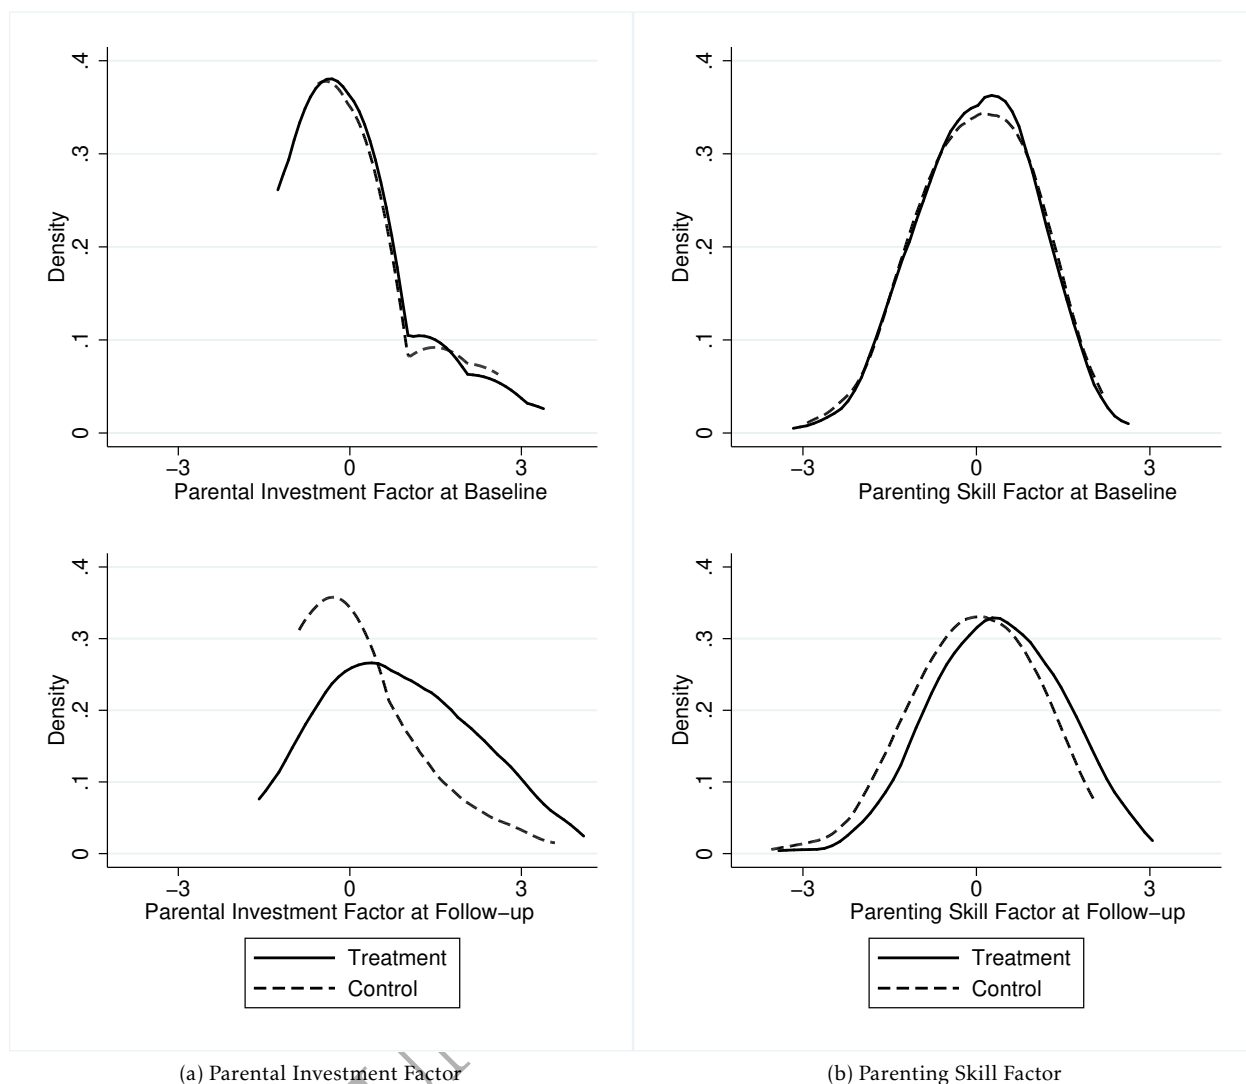 .4
.3
.2
.1
0
Density
−3 0 3
Parental Investment Factor at Baseline
.4
.3
.2
.1
0
Density
−3 0 3
Parenting Skill Factor at Baseline
.4
.3
.2
.1
0
Density
−3 0 3
Parental Investment Factor at Follow−up
Treatment
Control
.4
.3
.2
.1
0
Density
−3 0 3
Parenting Skill Factor at Follow−up
Treatment
Control
(a) Parental Investment Factor
(b) Parenting Skill Factor